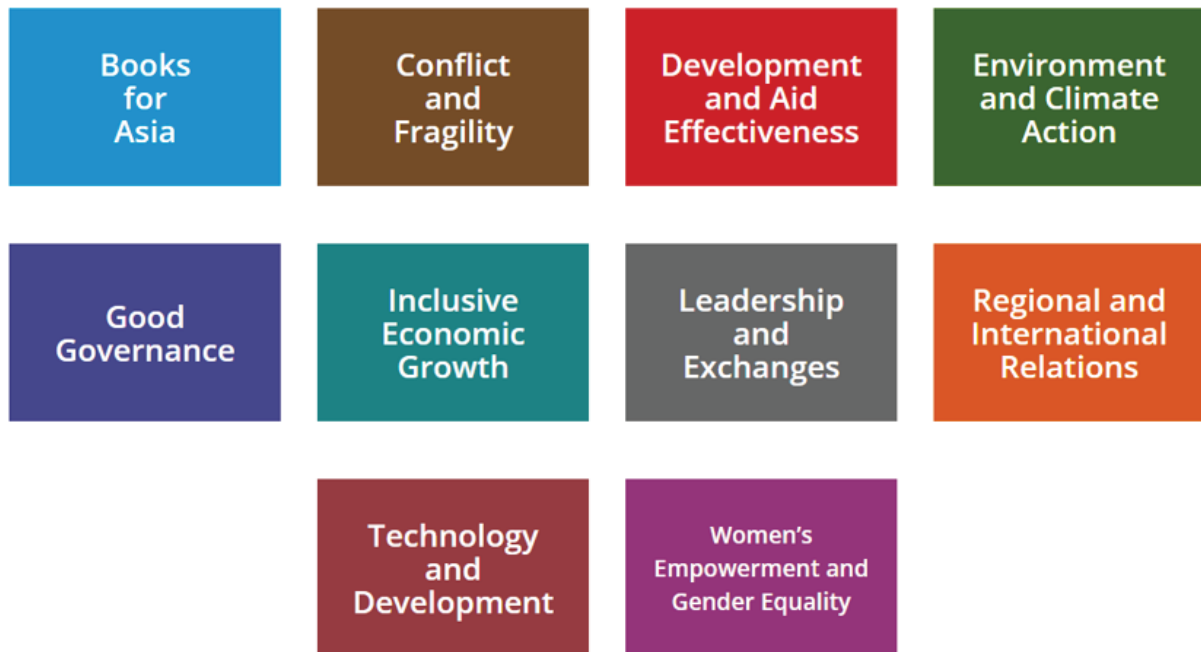 Books
for
Asia
Conflict
and
Fragility
Development
and Aid
Effectiveness
Environment
and Climate
Action
Good
Governance
Inclusive
Economic
Growth
Leadership
and
Exchanges
Regional and
International
Relations
Technology
and
Development
Women’s
Empowerment and
Gender Equality